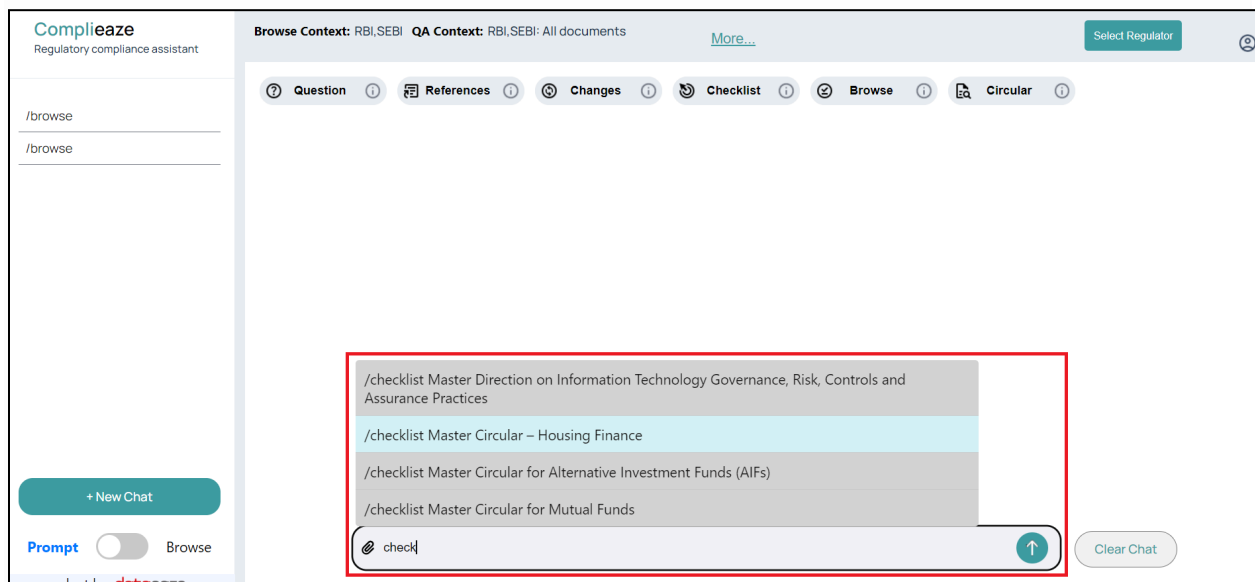 Complieaze
Regulatory compliance assistant
/browse
/browse
+ New Chat
Prompt Browse
Browse Context: RBI,SEBI QA Context: RBI,SEBI: All documents
More...
Select Regulator
Question References Changes Checklist Browse Circular
/checklist Master Direction on Information Technology Governance, Risk, Controls and
Assurance Practices
/checklist Master Circular – Housing Finance
/checklist Master Circular for Alternative Investment Funds (AIFs)
/checklist Master Circular for Mutual Funds
check
Clear Chat